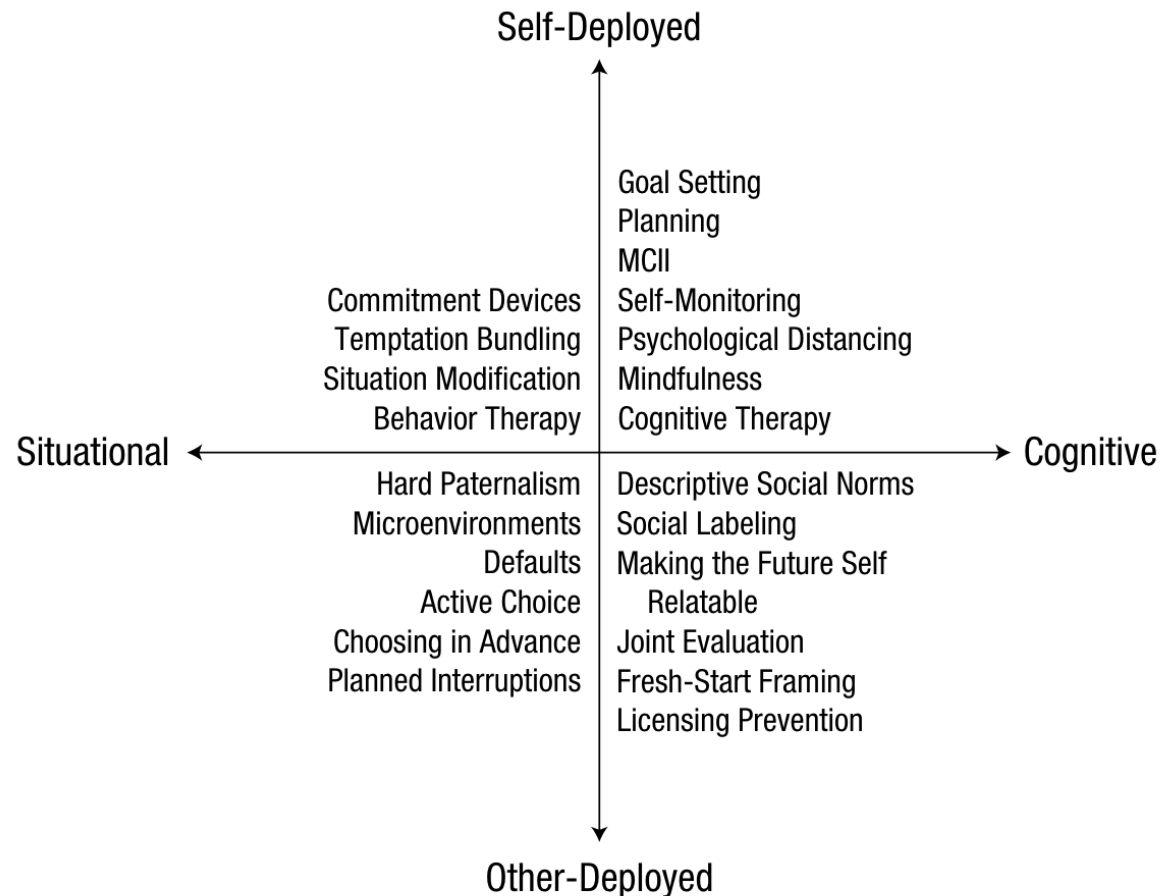 Self-Deployed
Goal Setting
Planning
MCII
Commitment Devices
Self-Monitoring
Temptation Bundling
Psychological Distancing
Situation Modification
Mindfulness
Behavior Therapy
Cognitive Therapy
Situational
Cognitive
Hard Paternalism
Descriptive Social Norms
Microenvironments
Social Labeling
Defaults
Making the Future Self
Active Choice
Relatable
Choosing in Advance
Joint Evaluation
Planned Interruptions
Fresh-Start Framing
Licensing Prevention
Other-Deployed